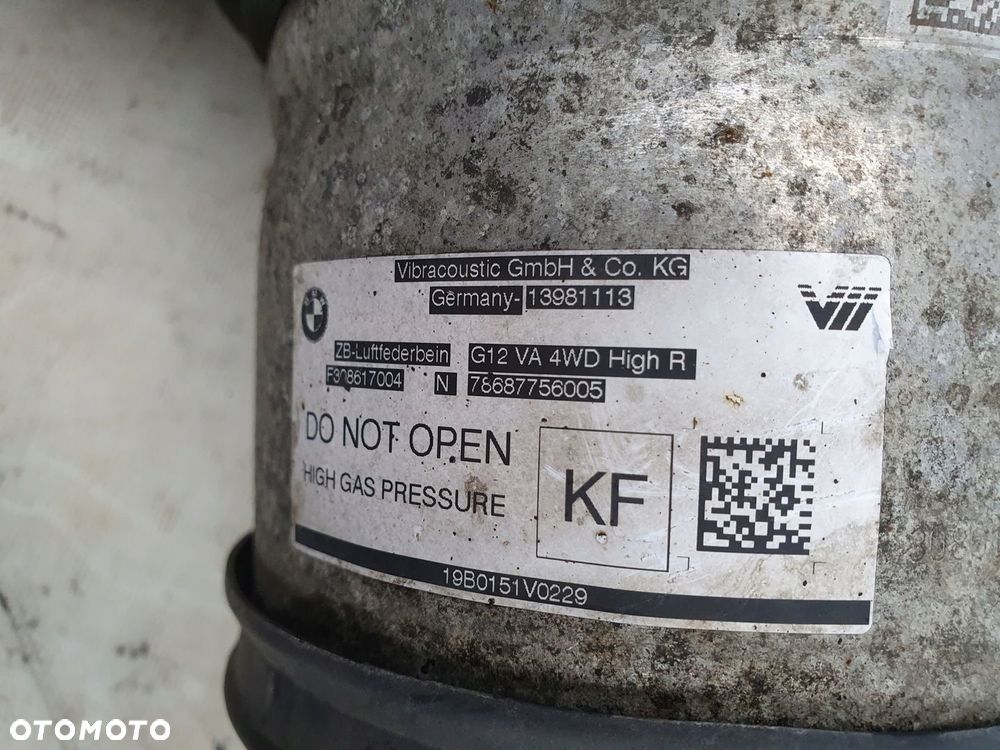 Vibracoustic GmbH & Co. KG
Germany- 13981113
ZB-Luftfederbein G12 VA 4WD High R
F308617004 N 78687756005
DO NOT OPEN
HIGH GAS PRESSURE
KF
19B0151V0229
OTOMOTO